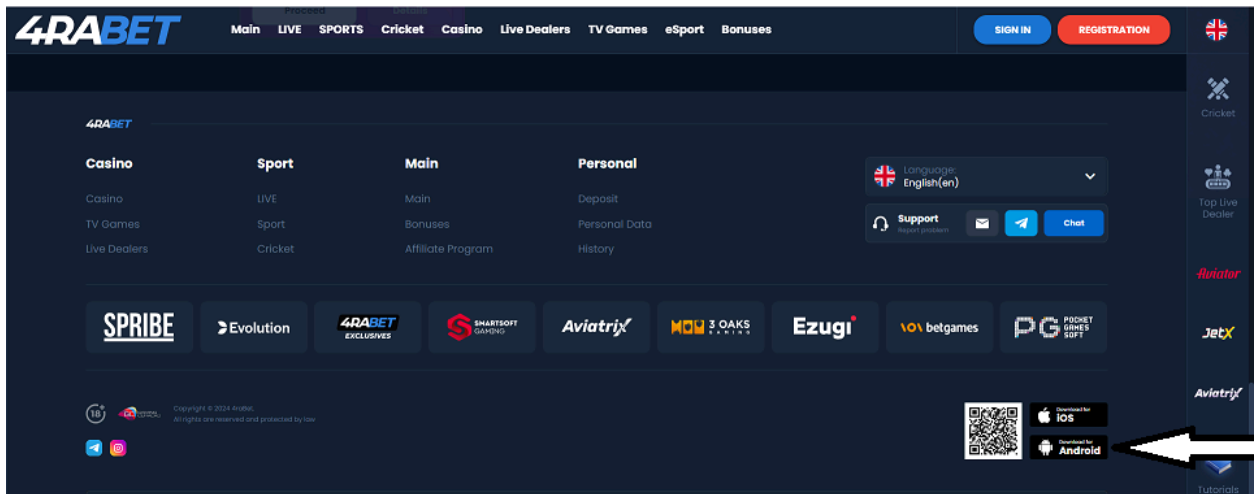 Proceed
Details
4RABET
Main LIVE SPORTS Cricket Casino Live Dealers TV Games eSport Bonuses
SIGN IN
REGISTRATION
Cricket
Top Live
Dealer
Aviator
JetX
Aviatrix
Tutorials
4RABET
Casino Sport Main Personal
Casino LIVE Main Deposit
TV Games Sport Bonuses Personal Data
Live Dealers Cricket Affiliate Program History
Language:
English(en)
Support
Report problem
Chat
SPRIBE
Evolution
4RABET
EXCLUSIVES
SMARTSOFT
GAMING
Aviatrix
3 OAKS
GAMING
Ezugi
betgames
PG POCKET
GAMES
SOFT
18+
Copyright © 2024 4raBet.
All rights are reserved and protected by law
Download for
iOS
Download for
Android